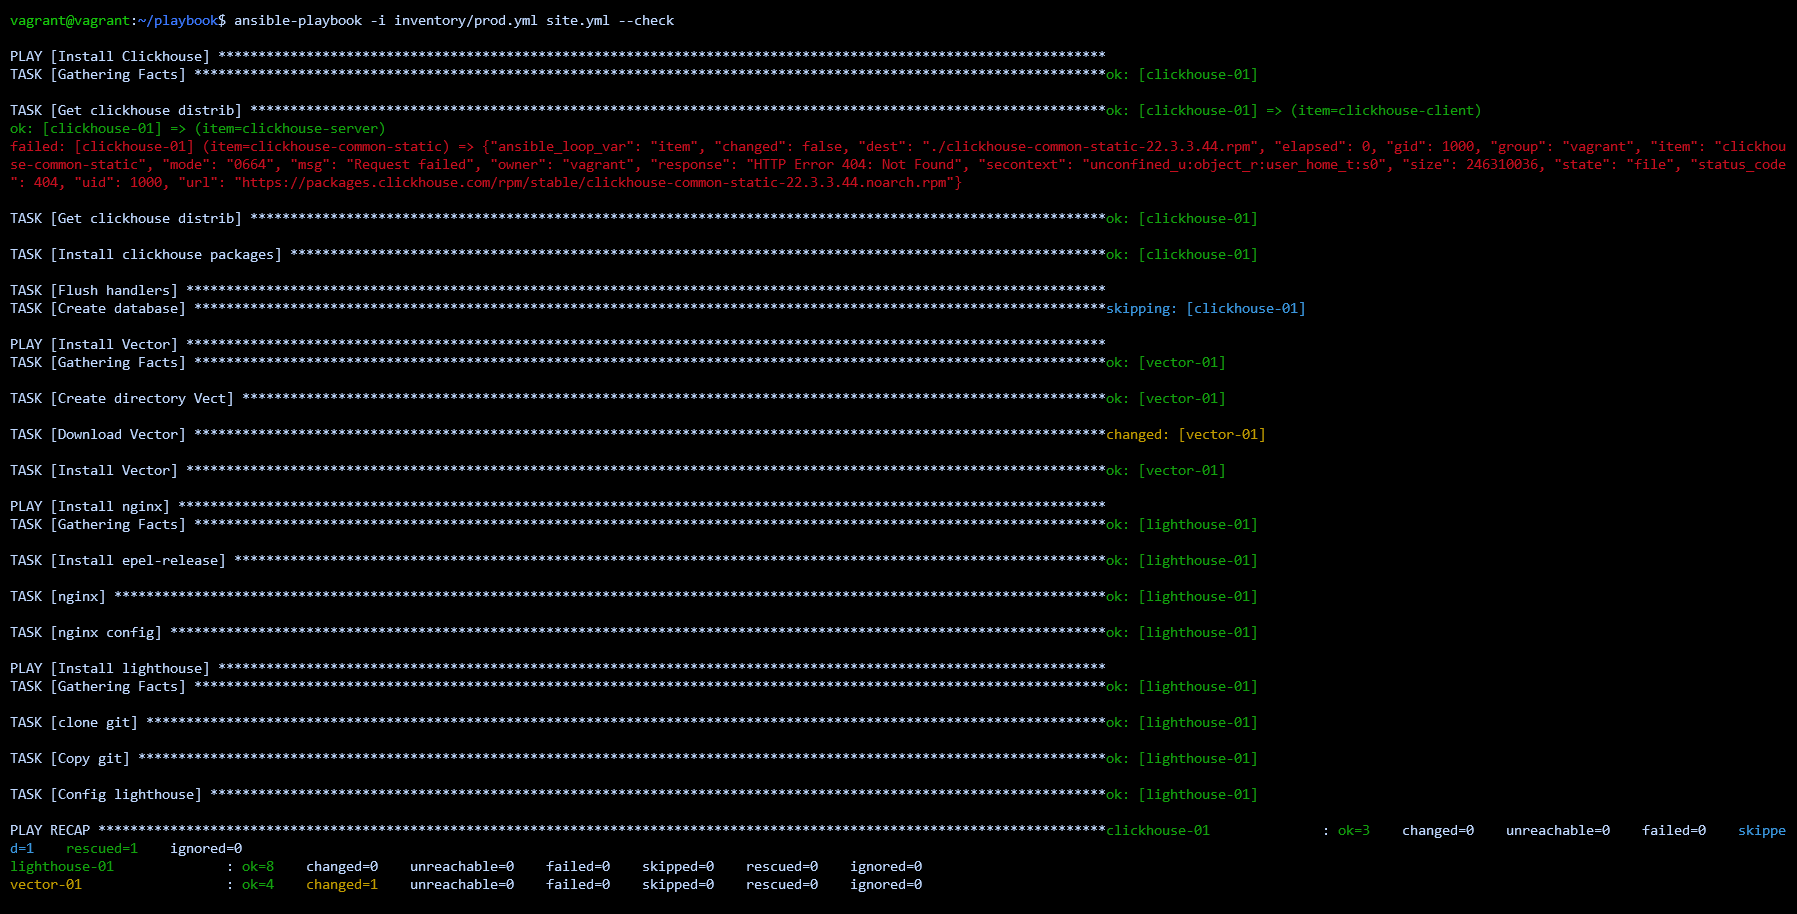 vagrant@vagrant:~/playbook$ ansible-playbook -i inventory/prod.yml site.yml --check
PLAY [Install Clickhouse] ***************************************************************************************************************
TASK [Gathering Facts] ******************************************************************************************************************ok: [clickhouse-01]
TASK [Get clickhouse distrib] ***********************************************************************************************************ok: [clickhouse-01] => (item=clickhouse-client)
ok: [clickhouse-01] => (item=clickhouse-server)
failed: [clickhouse-01] (item=clickhouse-common-static) => {"ansible_loop_var": "item", "changed": false, "dest": "./clickhouse-common-static-22.3.3.44.rpm", "elapsed": 0, "gid": 1000, "group": "vagrant", "item": "clickhou
se-common-static", "mode": "0664", "msg": "Request failed", "owner": "vagrant", "response": "HTTP Error 404: Not Found", "secontext": "unconfined_u:object_r:user_home_t:s0", "size": 246310036, "state": "file", "status_code
": 404, "uid": 1000, "url": "https://packages.clickhouse.com/rpm/stable/clickhouse-common-static-22.3.3.44.noarch.rpm"}
TASK [Get clickhouse distrib] ***********************************************************************************************************ok: [clickhouse-01]
TASK [Install clickhouse packages] ******************************************************************************************************ok: [clickhouse-01]
TASK [Flush handlers] *******************************************************************************************************************
TASK [Create database] ******************************************************************************************************************skipping: [clickhouse-01]
PLAY [Install Vector] *******************************************************************************************************************
TASK [Gathering Facts] ******************************************************************************************************************ok: [vector-01]
TASK [Create directory Vect] ************************************************************************************************************ok: [vector-01]
TASK [Download Vector] ******************************************************************************************************************changed: [vector-01]
TASK [Install Vector] *******************************************************************************************************************ok: [vector-01]
PLAY [Install nginx] ********************************************************************************************************************
TASK [Gathering Facts] ******************************************************************************************************************ok: [lighthouse-01]
TASK [Install epel-release] *************************************************************************************************************ok: [lighthouse-01]
TASK [nginx] ****************************************************************************************************************************ok: [lighthouse-01]
TASK [nginx config] *********************************************************************************************************************ok: [lighthouse-01]
PLAY [Install lighthouse] ***************************************************************************************************************
TASK [Gathering Facts] ******************************************************************************************************************ok: [lighthouse-01]
TASK [clone git] ************************************************************************************************************************ok: [lighthouse-01]
TASK [Copy git] *************************************************************************************************************************ok: [lighthouse-01]
TASK [Config lighthouse] ****************************************************************************************************************ok: [lighthouse-01]
PLAY RECAP ******************************************************************************************************************************clickhouse-01              : ok=3    changed=0    unreachable=0    failed=0    skippe
d=1    rescued=1    ignored=0
lighthouse-01              : ok=8    changed=0    unreachable=0    failed=0    skipped=0    rescued=0    ignored=0
vector-01                  : ok=4    changed=1    unreachable=0    failed=0    skipped=0    rescued=0    ignored=0